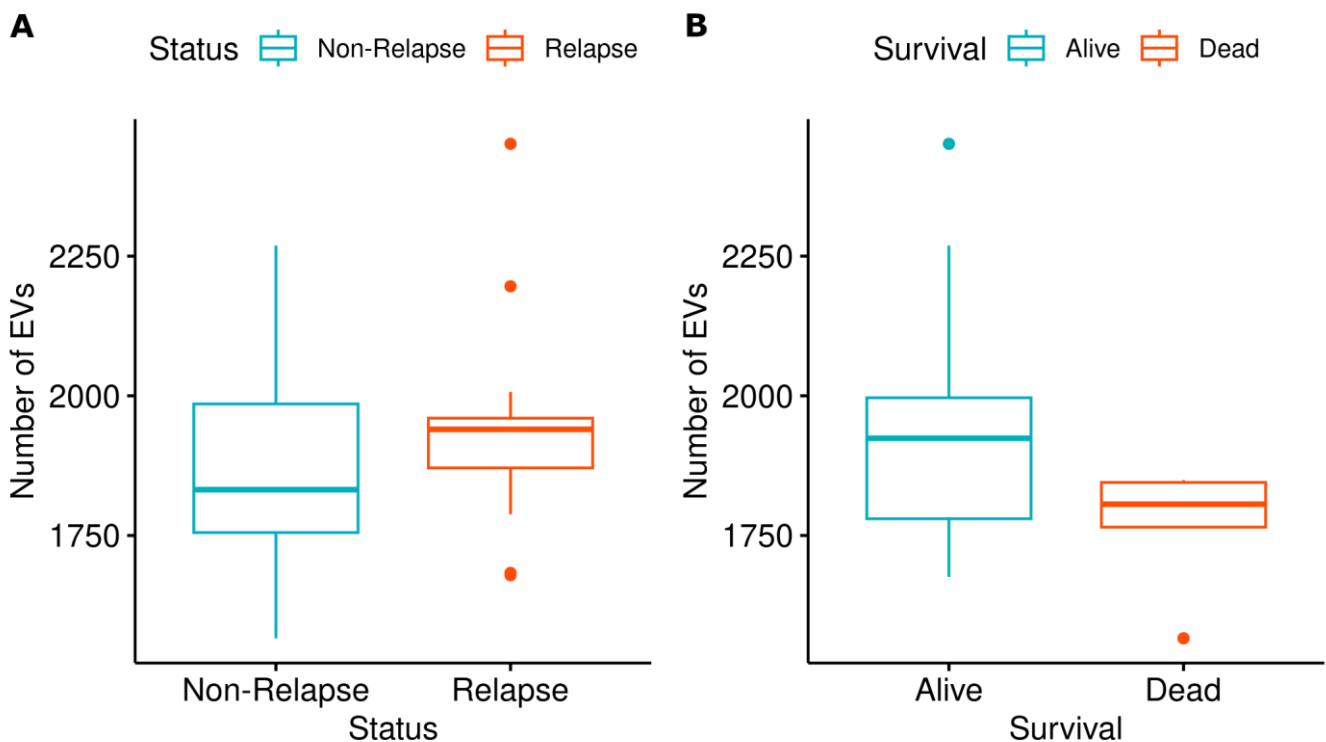 A
Status Non-Relapse Relapse
Number of EVs
2250
2000
1750
Non-Relapse Relapse
Status
B
Survival Alive Dead
Number of EVs
2250
2000
1750
Alive Dead
Survival